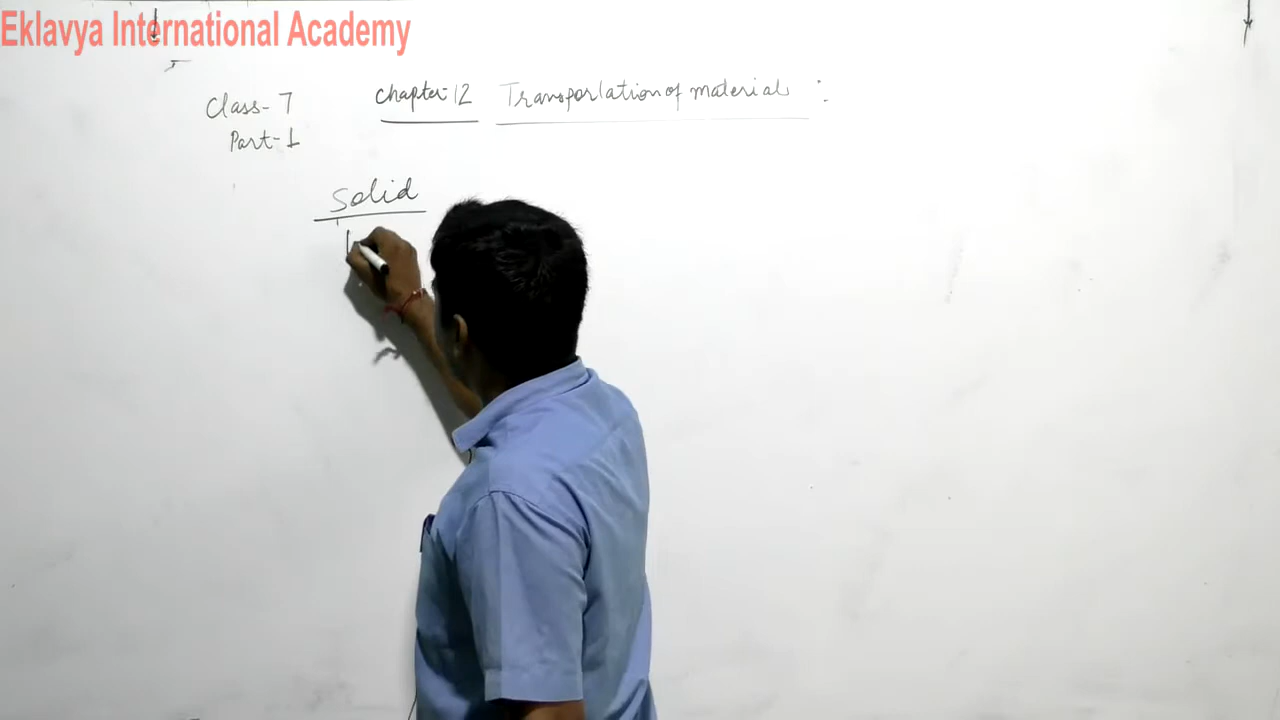 Eklavya International Academy
Class- 7 Chapter:- 12 Transportation of materials :
Part- 1
Solid